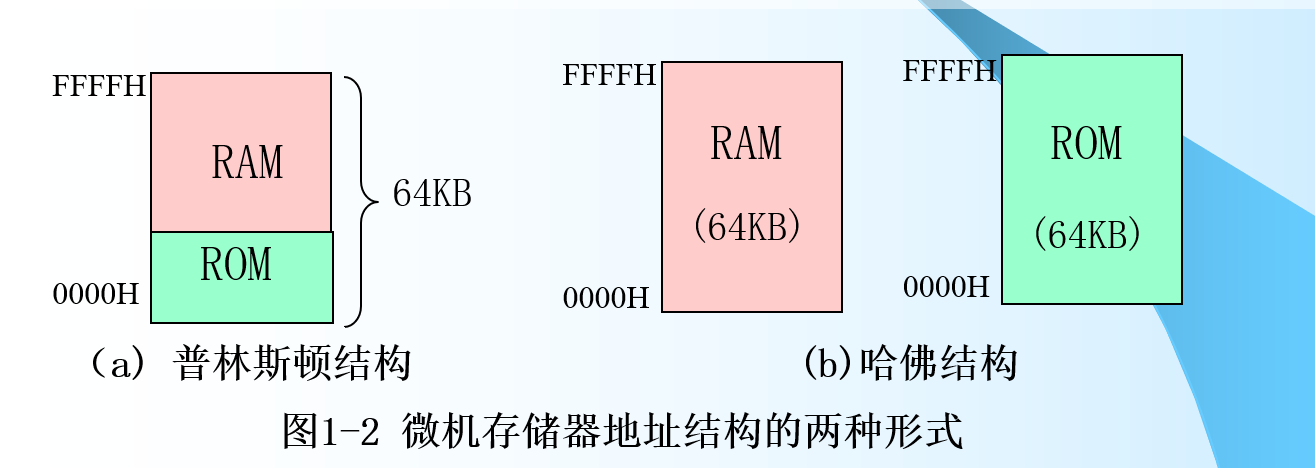 FFFFH
RAM
64KB
ROM
0000H
(a) 普林斯顿结构
FFFFH
RAM
(64KB)
0000H
FFFFH
ROM
(64KB)
0000H
(b)哈佛结构
图1-2 微机存储器地址结构的两种形式